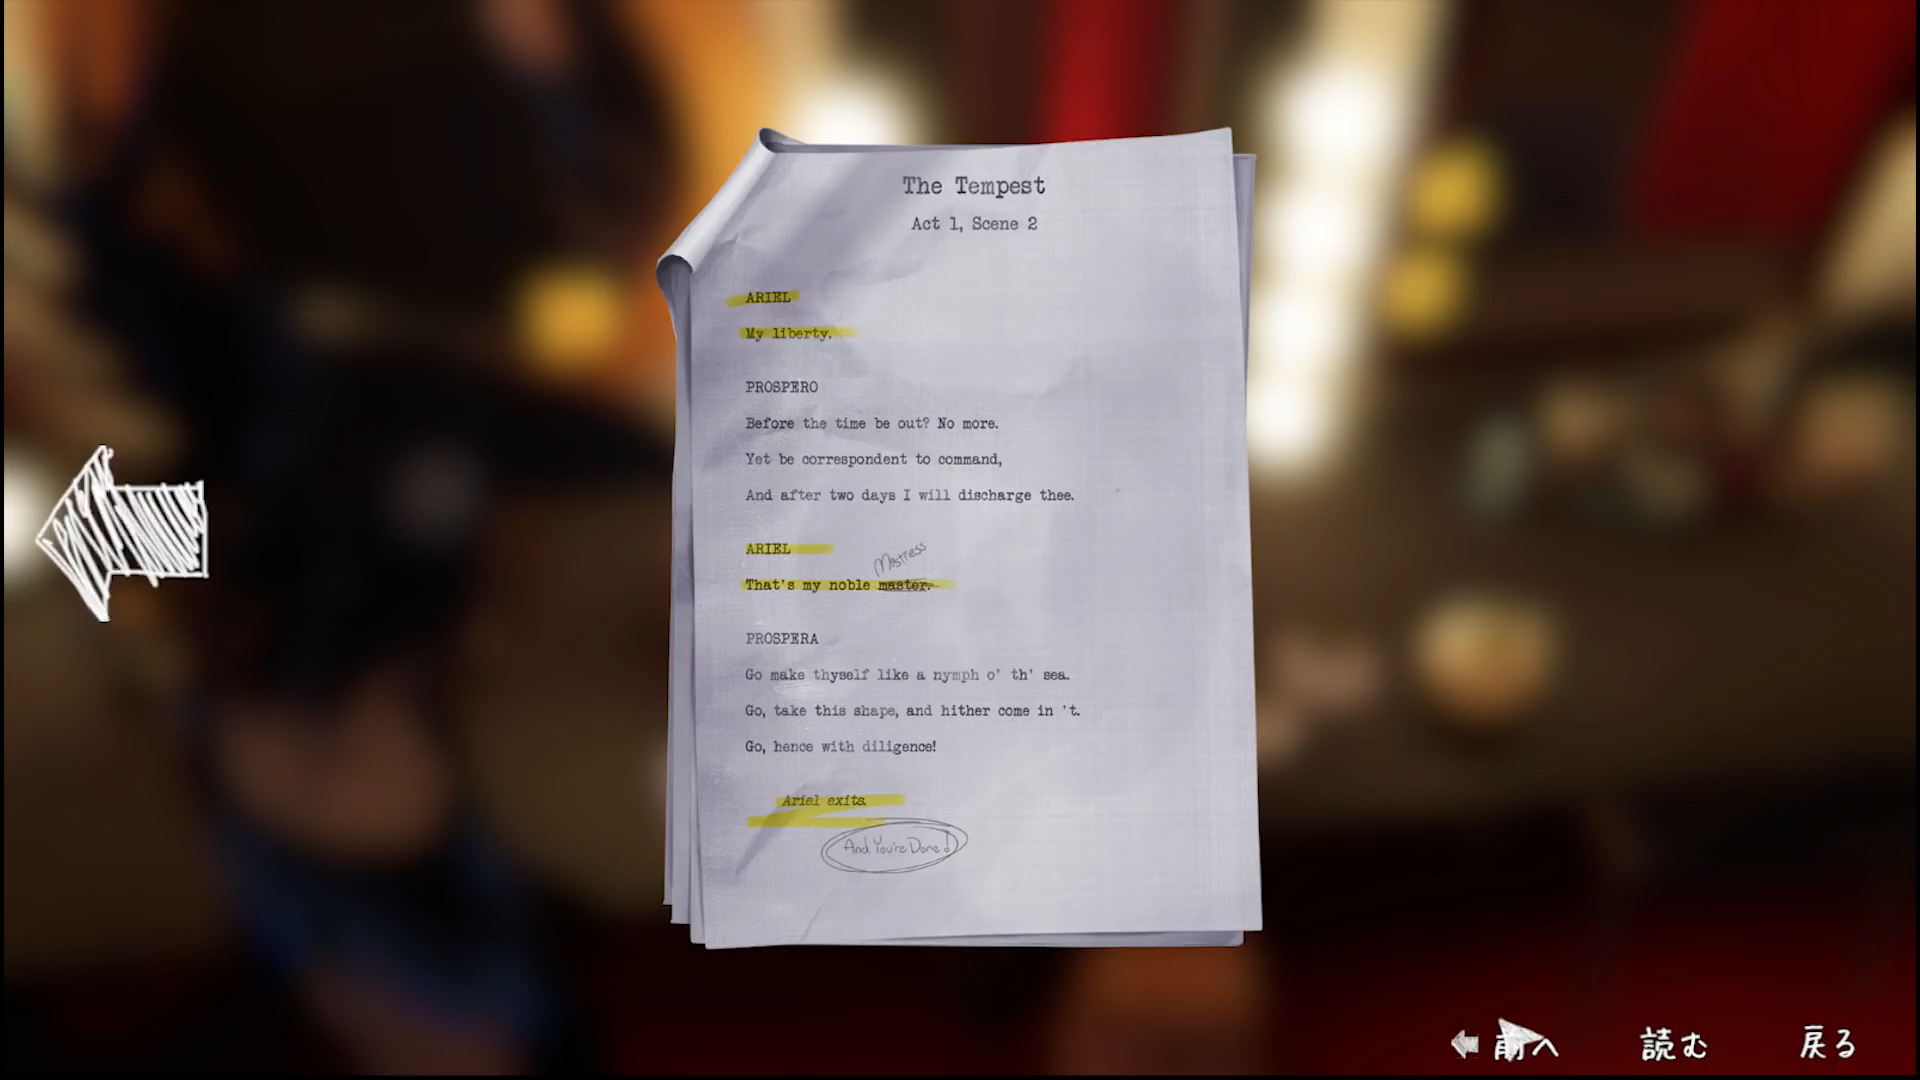 The Tempest
Act 1, Scene 2
ARIEL
My liberty.
PROSPERO
Before the time be out? No more.
Yet be correspondent to command,
And after two days I will discharge thee.
ARIEL
Mistress
That's my noble master.
PROSPERA
Go make thyself like a nymph o' th' sea.
Go, take this shape, and hither come in 't.
Go, hence with diligence!
Ariel exits.
And You're Done!
前へ 読む 戻る